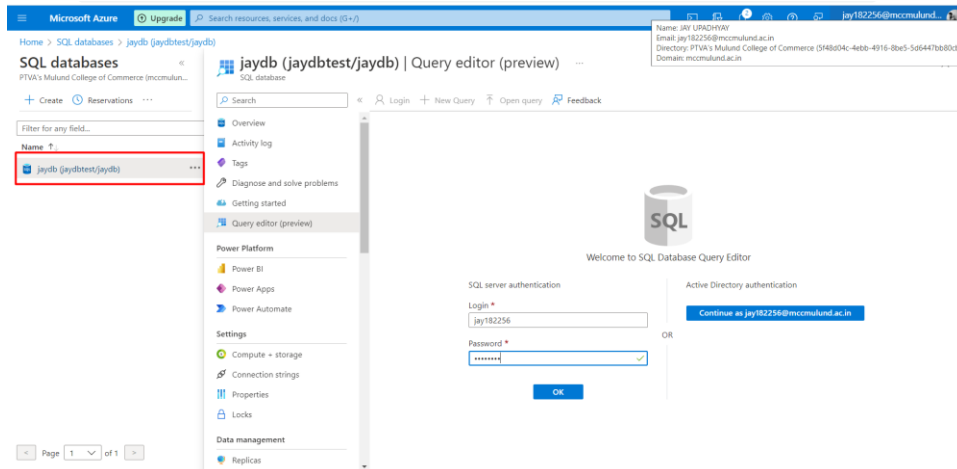 Microsoft Azure
Upgrade
Search resources, services, and docs (G+/)
2
jay182256@mccmulund...
Name: JAY UPADHYAY
Email: jay182256@mccmulund.ac.in
Directory: PTVA's Mulund College of Commerce
Domain: mccmulund.ac.in
Home > SQL databases > jaydb (jaydbtest/jaydb)
SQL databases
«
PTVA's Mulund College of Commerce (mccmulun...
+ Create
Reservations
...
Filter for any field...
Name ↑↓
jaydb (jaydbtest/jaydb)
...
Page 1 of 1
jaydb (jaydbtest/jaydb) | Query editor (preview)
...
SQL database
Search
«
Login
+ New Query
Open query
Feedback
Overview
Activity log
Tags
Diagnose and solve problems
Getting started
Query editor (preview)
Power Platform
Power BI
Power Apps
Power Automate
Settings
Compute + storage
Connection strings
Properties
Locks
Data management
Replicas
SQL
Welcome to SQL Database Query Editor
SQL server authentication
Login *
jay182256
Password *
••••••••
OK
OR
Active Directory authentication
Continue as jay182256@mccmulund.ac.in